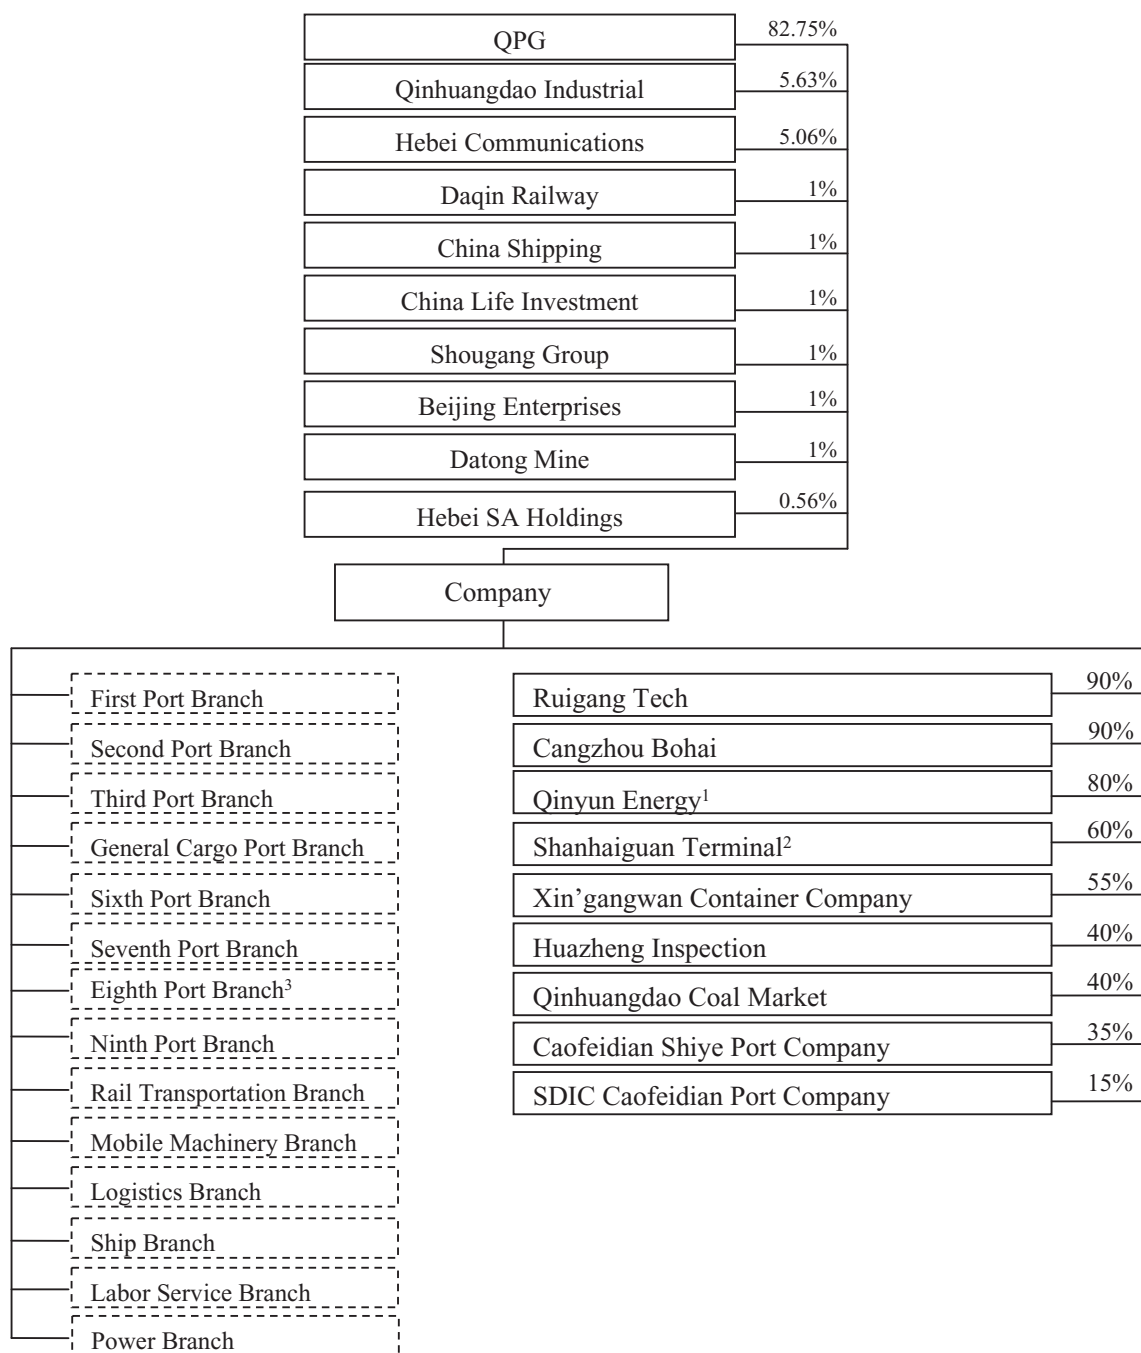 QPG 82.75%
Qinhuangdao Industrial 5.63%
Hebei Communications 5.06%
Daqin Railway 1%
China Shipping 1%
China Life Investment 1%
Shougang Group 1%
Beijing Enterprises 1%
Datong Mine 1%
Hebei SA Holdings 0.56%
Company
First Port Branch
Second Port Branch
Third Port Branch
General Cargo Port Branch
Sixth Port Branch
Seventh Port Branch
Eighth Port Branch³
Ninth Port Branch
Rail Transportation Branch
Mobile Machinery Branch
Logistics Branch
Ship Branch
Labor Service Branch
Power Branch
Ruigang Tech 90%
Cangzhou Bohai 90%
Qinyun Energy¹ 80%
Shanhaiguan Terminal² 60%
Xin’gangwan Container Company 55%
Huazheng Inspection 40%
Qinhuangdao Coal Market 40%
Caofeidian Shiye Port Company 35%
SDIC Caofeidian Port Company 15%